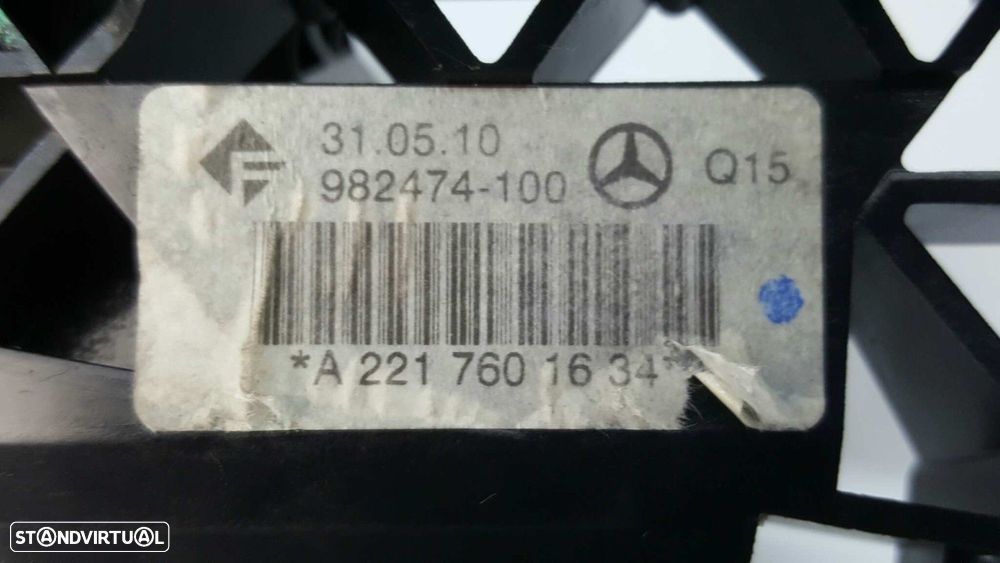 31.05.10
982474-100
Q15
*A 221 760 16 34*
STANDVIRTUAL